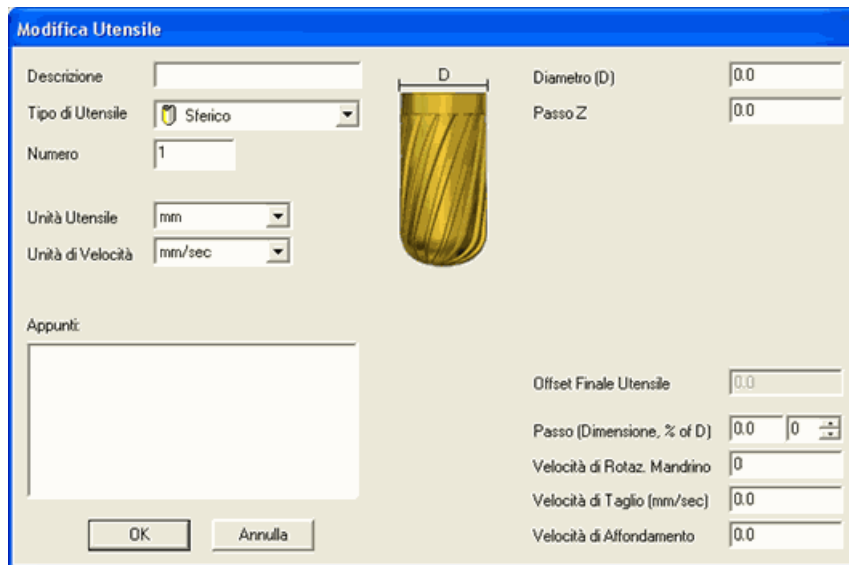 Modifica Utensile
Descrizione
Tipo di Utensile Sferico
Numero 1
Unità Utensile mm
Unità di Velocità mm/sec
Appunti:
OK Annulla
D
Diametro (D) 0.0
Passo Z 0.0
Offset Finale Utensile 0.0
Passo (Dimensione, % of D) 0.0 0
Velocità di Rotaz. Mandrino 0
Velocità di Taglio (mm/sec) 0.0
Velocità di Affondamento 0.0